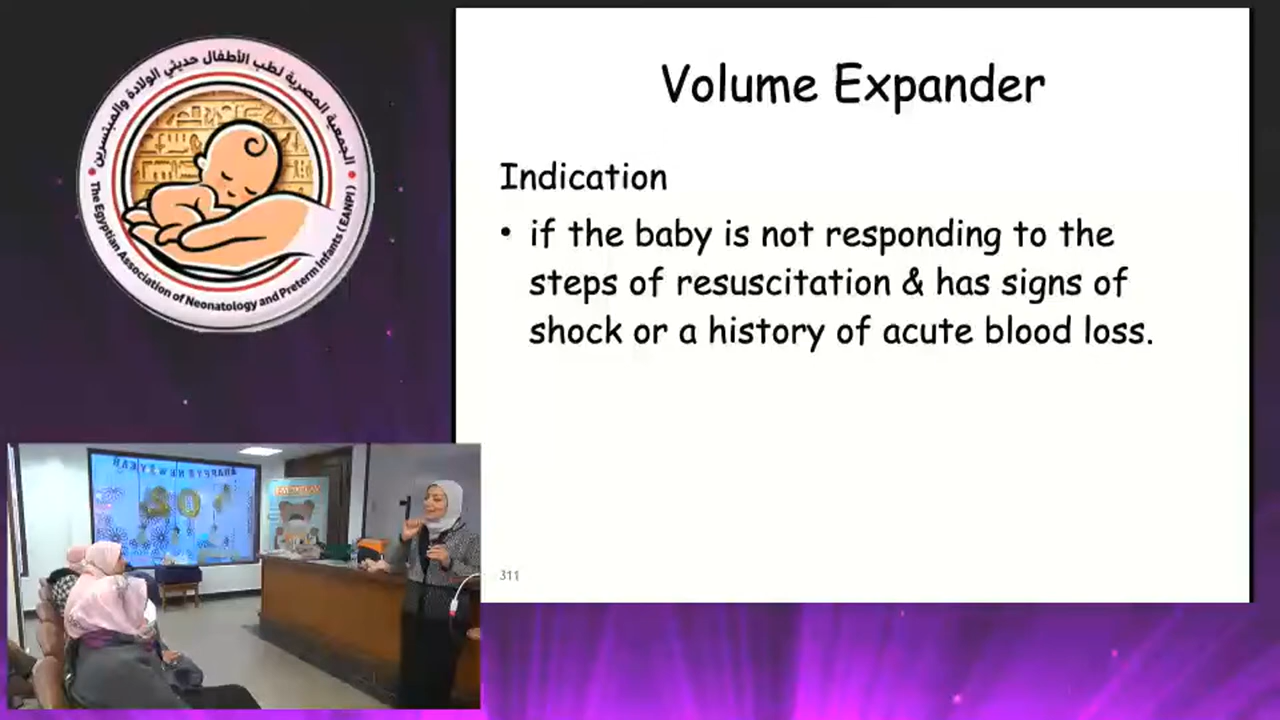 الجمعية المصرية لطب الأطفال حديثي الولادة والمبتسرين
The Egyptian Association of Neonatology and Preterm Infants (EANPI)
Volume Expander
Indication
• if the baby is not responding to the
steps of resuscitation & has signs of
shock or a history of acute blood loss.
311